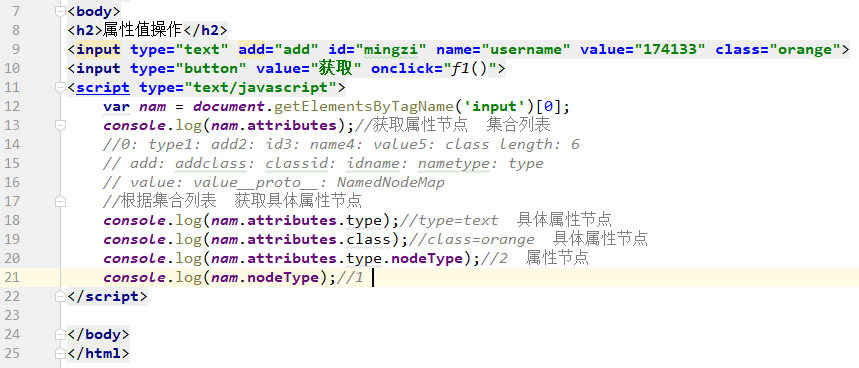 7 <body>
8 <h2>属性值操作</h2>
9 <input type="text" add="add" id="mingzi" name="username" value="174133" class="orange">
10 <input type="button" value="获取" onclick="f1()">
11 <script type="text/javascript">
12 var nam = document.getElementsByTagName('input')[0];
13 console.log(nam.attributes);//获取属性节点 集合列表
14 //0: type1: add2: id3: name4: value5: class length: 6
15 // add: addclass: classid: idname: nametype: type
16 // value: value__proto__: NamedNodeMap
17 //根据集合列表 获取具体属性节点
18 console.log(nam.attributes.type);//type=text 具体属性节点
19 console.log(nam.attributes.class);//class=orange 具体属性节点
20 console.log(nam.attributes.type.nodeType);//2 属性节点
21 console.log(nam.nodeType);//1
22 </script>
23
24 </body>
25 </html>